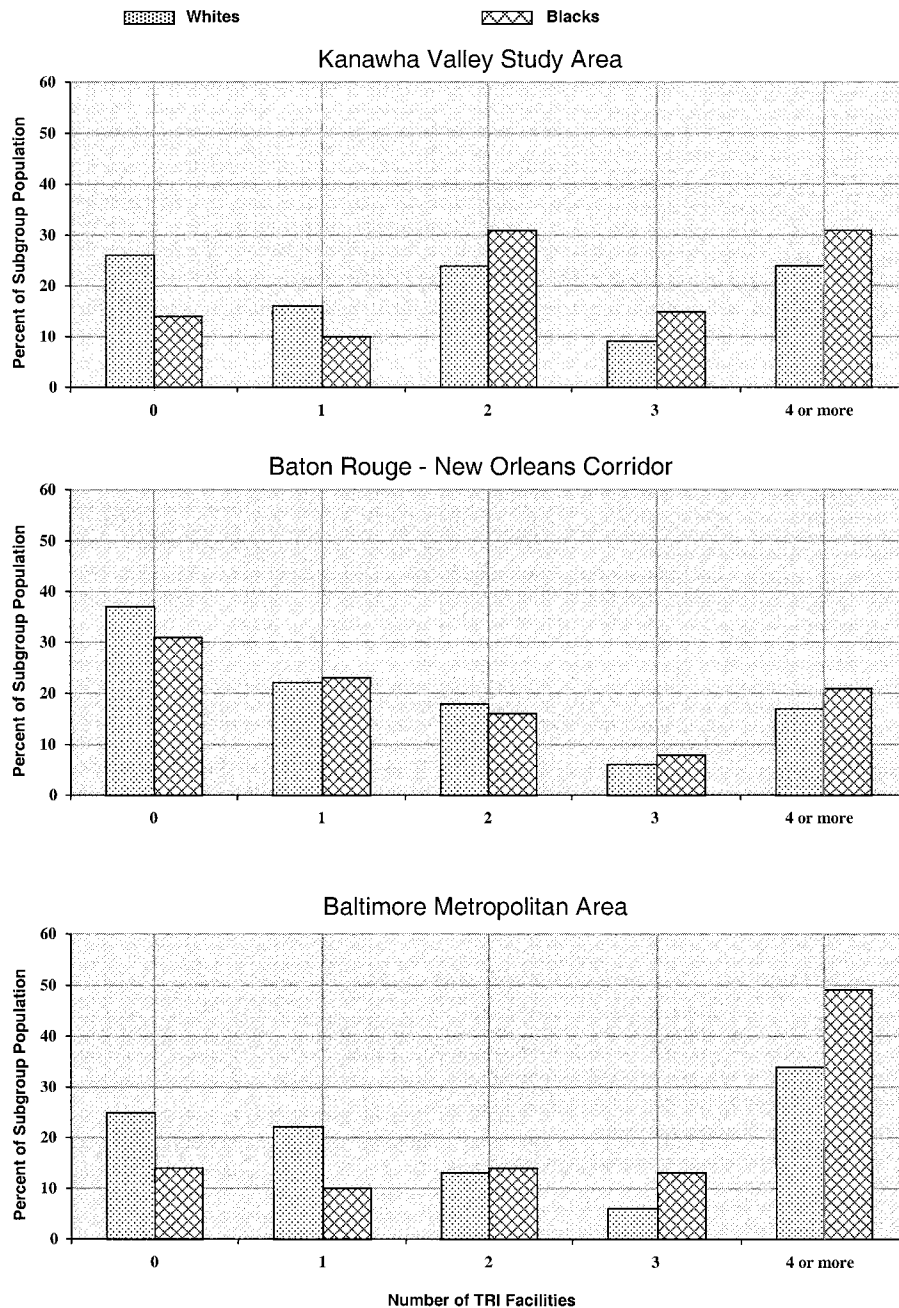 Whites Blacks
Kanawha Valley Study Area
Percent of Subgroup Population
60
50
40
30
20
10
0
0 1 2 3 4 or more
Baton Rouge - New Orleans Corridor
Percent of Subgroup Population
60
50
40
30
20
10
0
0 1 2 3 4 or more
Baltimore Metropolitan Area
Percent of Subgroup Population
60
50
40
30
20
10
0
0 1 2 3 4 or more
Number of TRI Facilities